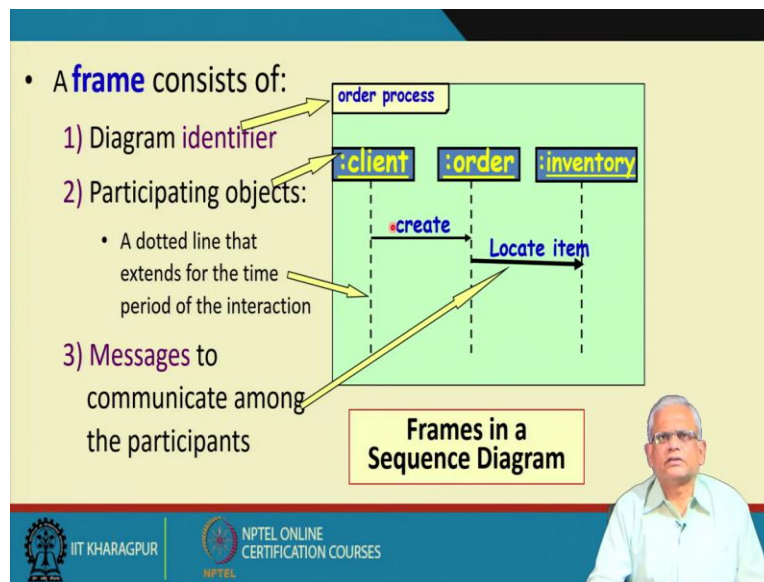 • A frame consists of:
1) Diagram identifier
2) Participating objects:
• A dotted line that
extends for the time
period of the interaction
3) Messages to
communicate among
the participants
order process
:client
:order
:inventory
create
Locate item
Frames in a
Sequence Diagram
IIT KHARAGPUR
NPTEL
NPTEL ONLINE
CERTIFICATION COURSES